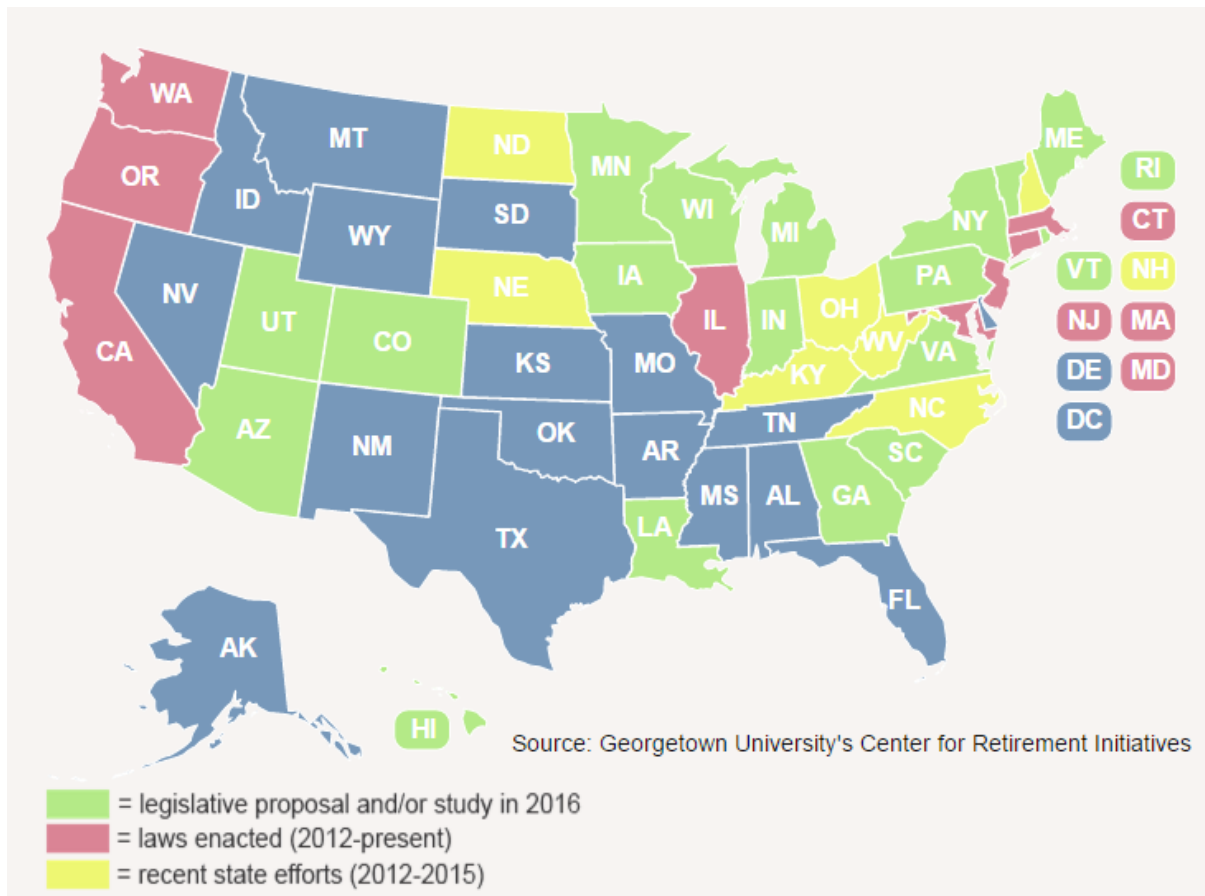 WA
MT
ND
MN
ME
OR
ID
SD
WI
MI
NY
RI
WY
CT
NV
NE
IA
PA
VT
NH
UT
CO
IL
IN
OH
NJ
MA
CA
KS
MO
WV
VA
KY
DE
MD
AZ
NM
OK
AR
TN
NC
DC
SC
MS
AL
GA
TX
LA
FL
AK
HI
Source: Georgetown University's Center for Retirement Initiatives
= legislative proposal and/or study in 2016
= laws enacted (2012-present)
= recent state efforts (2012-2015)